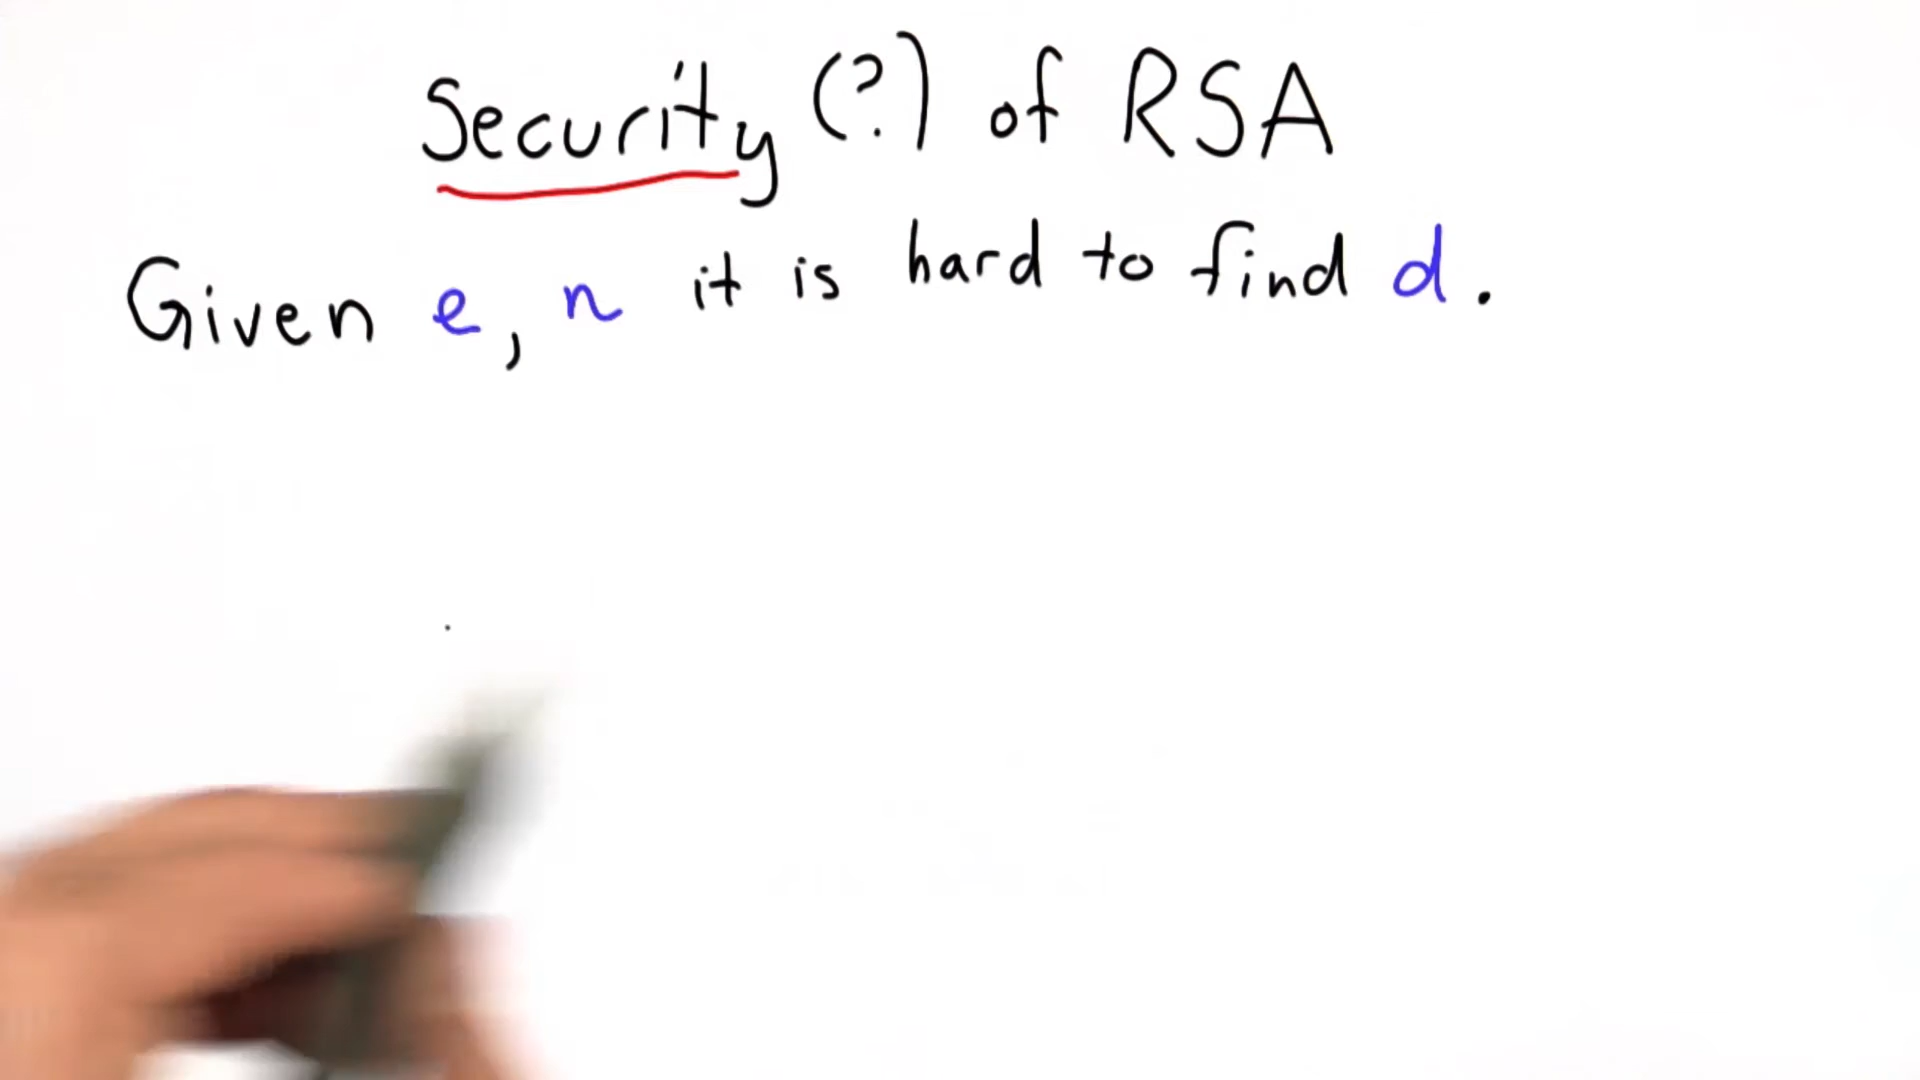 Security (?) of RSA
Given e, n it is hard to find d.